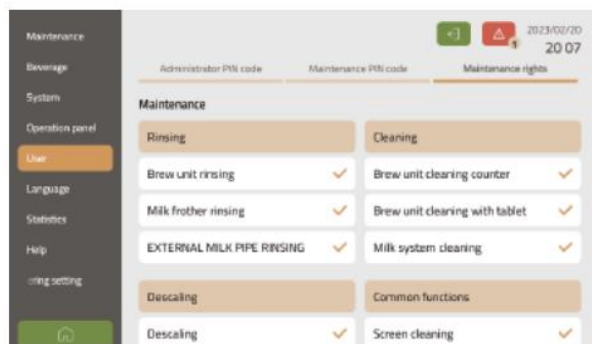 Maintenance
Beverage
System
Operation panel
User
Language
Statistics
Help
ering setting
1
2023/02/20
20 07
Administrator PIN code
Maintenance PIN code
Maintenance rights
Maintenance
Rinsing
Brew unit rinsing
Milk frother rinsing
EXTERNAL MILK PIPE RINSING
Cleaning
Brew unit cleaning counter
Brew unit cleaning with tablet
Milk system cleaning
Descaling
Descaling
Common functions
Screen cleaning